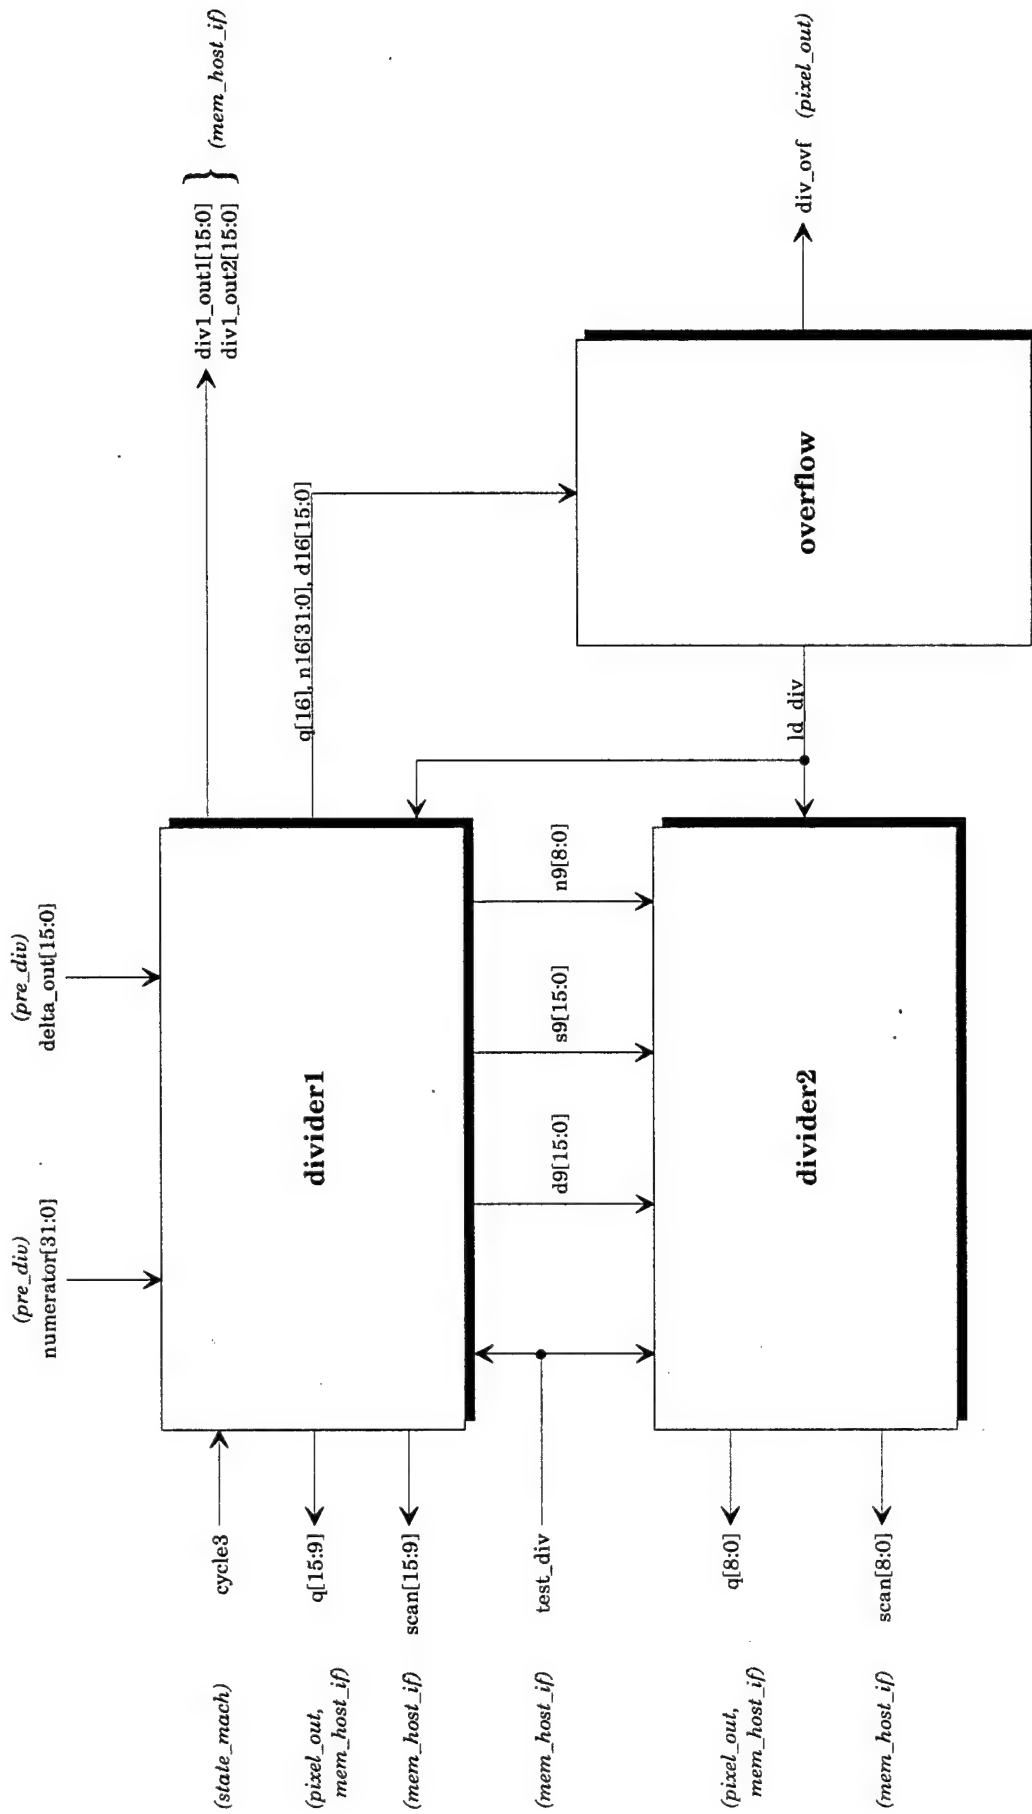 (pre_div)
numerator[31:0]
(pre_div)
delta_out[15:0]
(state_mach)
cycle3
(pixel_out,
mem_host_if)
q[15:9]
(mem_host_if)
scan[15:9]
divider1
div1_out1[15:0]
div1_out2[15:0]
(mem_host_if)
q[16], n16[31:0], d16[15:0]
(mem_host_if)
test_div
d9[15:0]
s9[15:0]
n9[8:0]
ld_div
(pixel_out,
mem_host_if)
q[8:0]
(mem_host_if)
scan[8:0]
divider2
overflow
div_ovf (pixel_out)